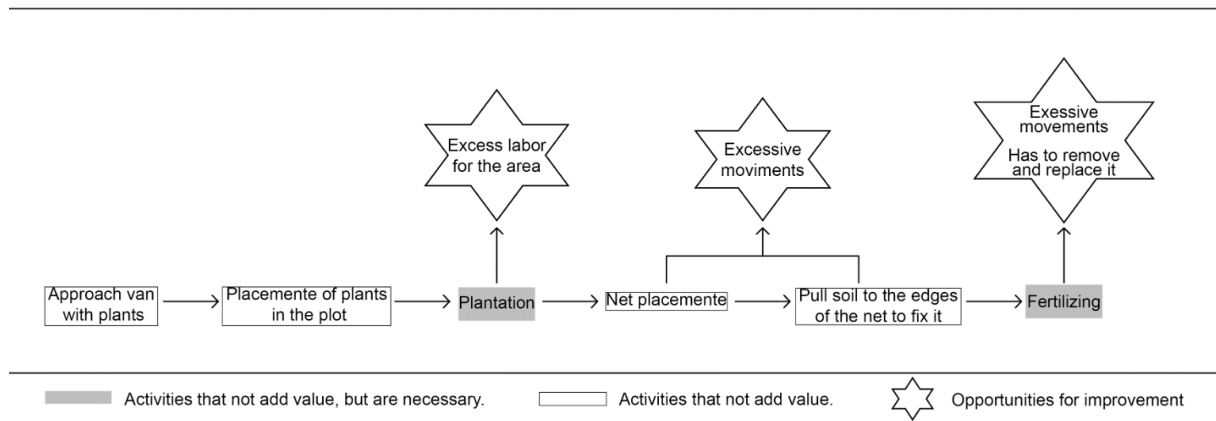 Excess labor
for the area
Excessive
moviments
Exessive
movements
Has to remove
and replace it
Approach van
with plants
Placemente of plants
in the plot
Plantation
Net placemente
Pull soil to the edges
of the net to fix it
Fertilizing
Activities that not add value, but are necessary.
Activities that not add value.
Opportunities for improvement